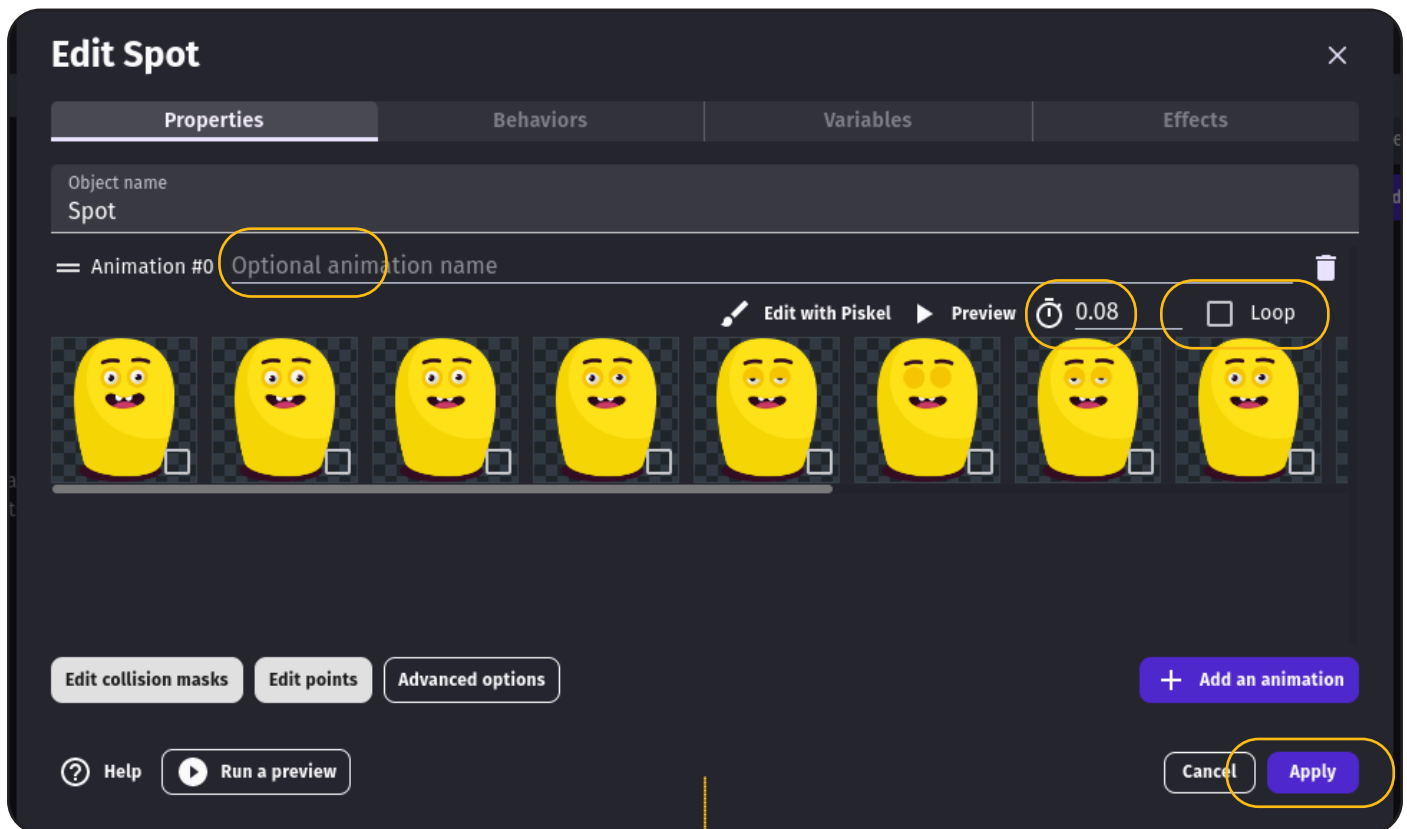 Edit Spot
Properties
Behaviors
Variables
Effects
Object name
Spot
Animation #0
Optional animation name
Edit with Piskel
Preview
0.08
Loop
Edit collision masks
Edit points
Advanced options
Add an animation
Help
Run a preview
Cancel
Apply